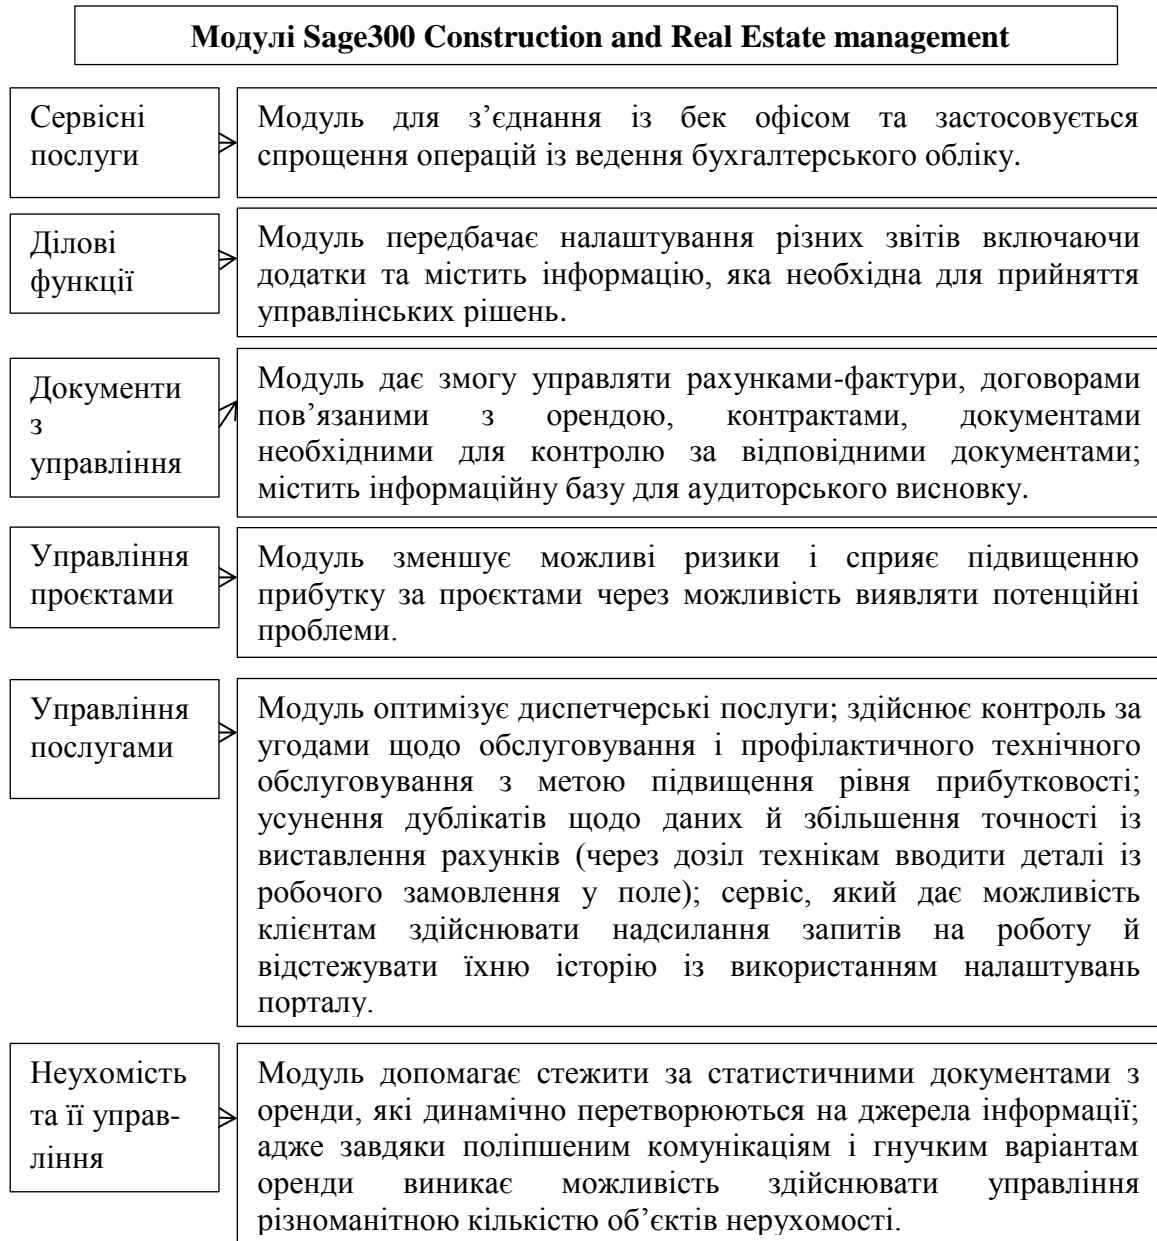 Модулі Sage300 Construction and Real Estate management
Сервісні
послуги
Модуль для з’єднання із бек офісом та застосовується
спрощення операцій із ведення бухгалтерського обліку.
Ділові
функції
Модуль передбачає налаштування різних звітів включаючи
додатки та містить інформацію, яка необхідна для прийняття
управлінських рішень.
Документи
з
управління
Модуль дає змогу управляти рахунками-фактури, договорами
пов’язаними з орендою, контрактами, документами
необхідними для контролю за відповідними документами;
містить інформаційну базу для аудиторського висновку.
Управління
проєктами
Модуль зменшує можливі ризики і сприяє підвищенню
прибутку за проєктами через можливість виявляти потенційні
проблеми.
Управління
послугами
Модуль оптимізує диспетчерські послуги; здійснює контроль за
угодами щодо обслуговування і профілактичного технічного
обслуговування з метою підвищення рівня прибутковості;
усунення дублікатів щодо даних й збільшення точності із
виставлення рахунків (через дозіл технікам вводити деталі із
робочого замовлення у поле); сервіс, який дає можливість
клієнтам здійснювати надсилання запитів на роботу й
відстежувати їхню історію із використанням налаштувань
порталу.
Неухомість
та її управ-
ління
Модуль допомагає стежити за статистичними документами з
оренди, які динамічно перетворюються на джерела інформації;
адже завдяки поліпшеним комунікаціям і гнучким варіантам
оренди виникає можливість здійснювати управління
різноманітною кількістю об’єктів нерухомості.